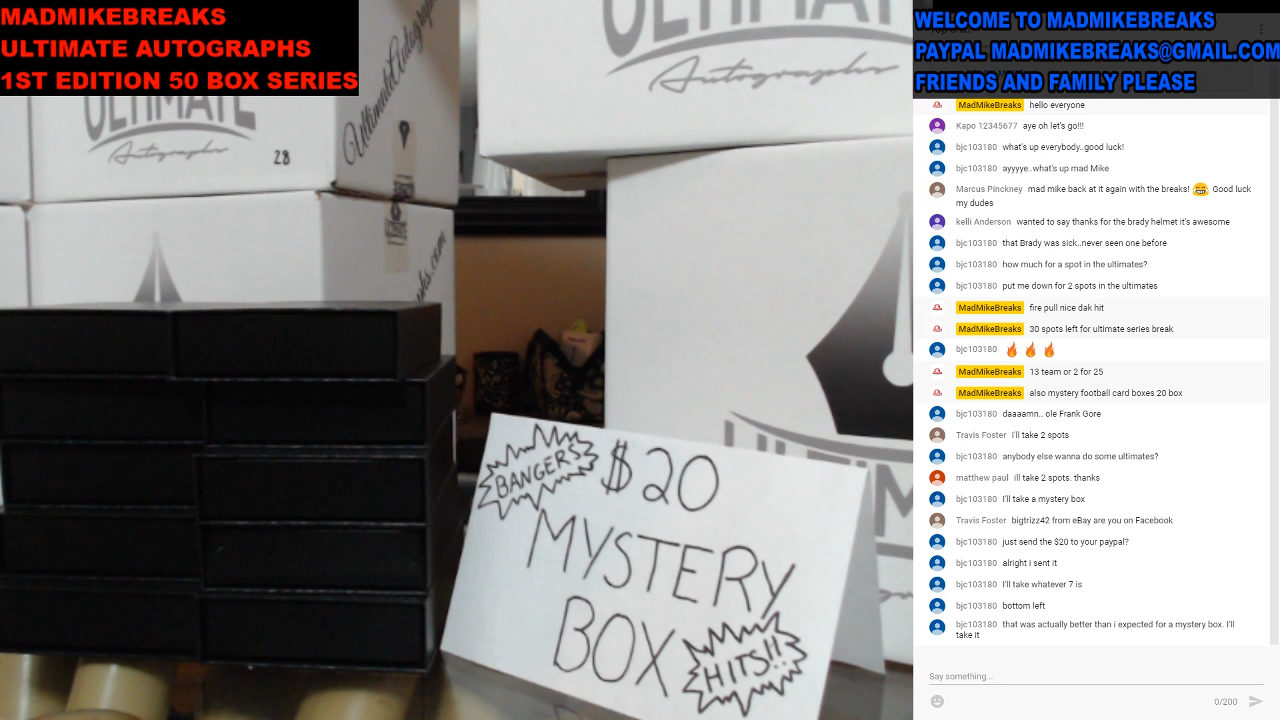 MADMIKEBREAKS
ULTIMATE AUTOGRAPHS
1ST EDITION 50 BOX SERIES
ULTIMATE
Autographs
28
UltimateAutographs
ULTIMATE
Autographs
BANGERS
$20
MYSTERY
BOX
HITS!!
WELCOME TO MADMIKEBREAKS
PAYPAL MADMIKEBREAKS@GMAIL.COM
FRIENDS AND FAMILY PLEASE
MadMikeBreaks hello everyone
Kapo 12345677 aye oh let's go!!!
bjc103180 what's up everybody..good luck!
bjc103180 ayyyye..what's up mad Mike
Marcus Pinckney mad mike back at it again with the breaks! 😂 Good luck
my dudes
kelli Anderson wanted to say thanks for the brady helmet it's awesome
bjc103180 that Brady was sick..never seen one before
bjc103180 how much for a spot in the ultimates?
bjc103180 put me down for 2 spots in the ultimates
MadMikeBreaks fire pull nice dak hit
MadMikeBreaks 30 spots left for ultimate series break
bjc103180 🔥 🔥 🔥
MadMikeBreaks 13 team or 2 for 25
MadMikeBreaks also mystery football card boxes 20 box
bjc103180 daaaamn.. ole Frank Gore
Travis Foster I'll take 2 spots
bjc103180 anybody else wanna do some ultimates?
matthew paul ill take 2 spots. thanks
bjc103180 I'll take a mystery box
Travis Foster bigtrizz42 from eBay are you on Facebook
bjc103180 just send the $20 to your paypal?
bjc103180 alright i sent it
bjc103180 I'll take whatever 7 is
bjc103180 bottom left
bjc103180 that was actually better than i expected for a mystery box. I'll
take it
Say something...
0/200